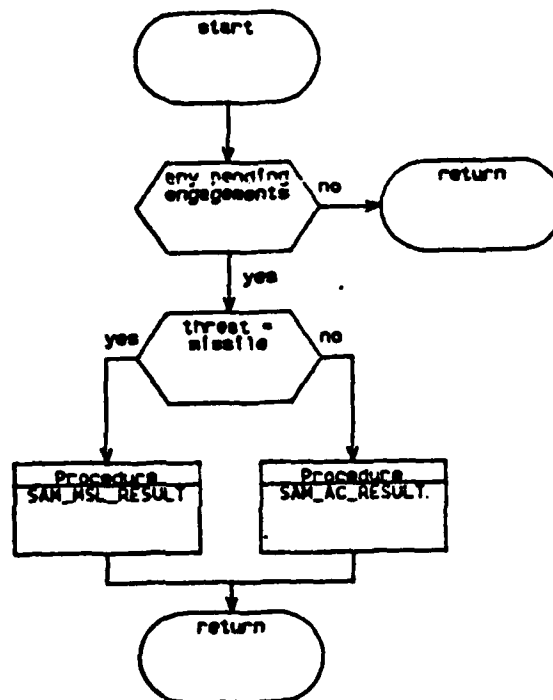 start
any pending
engagements
no
return
yes
threat =
missile
yes
no
Procedure
SAM_MSL_RESULT
Procedure
SAM_AC_RESULT.
return